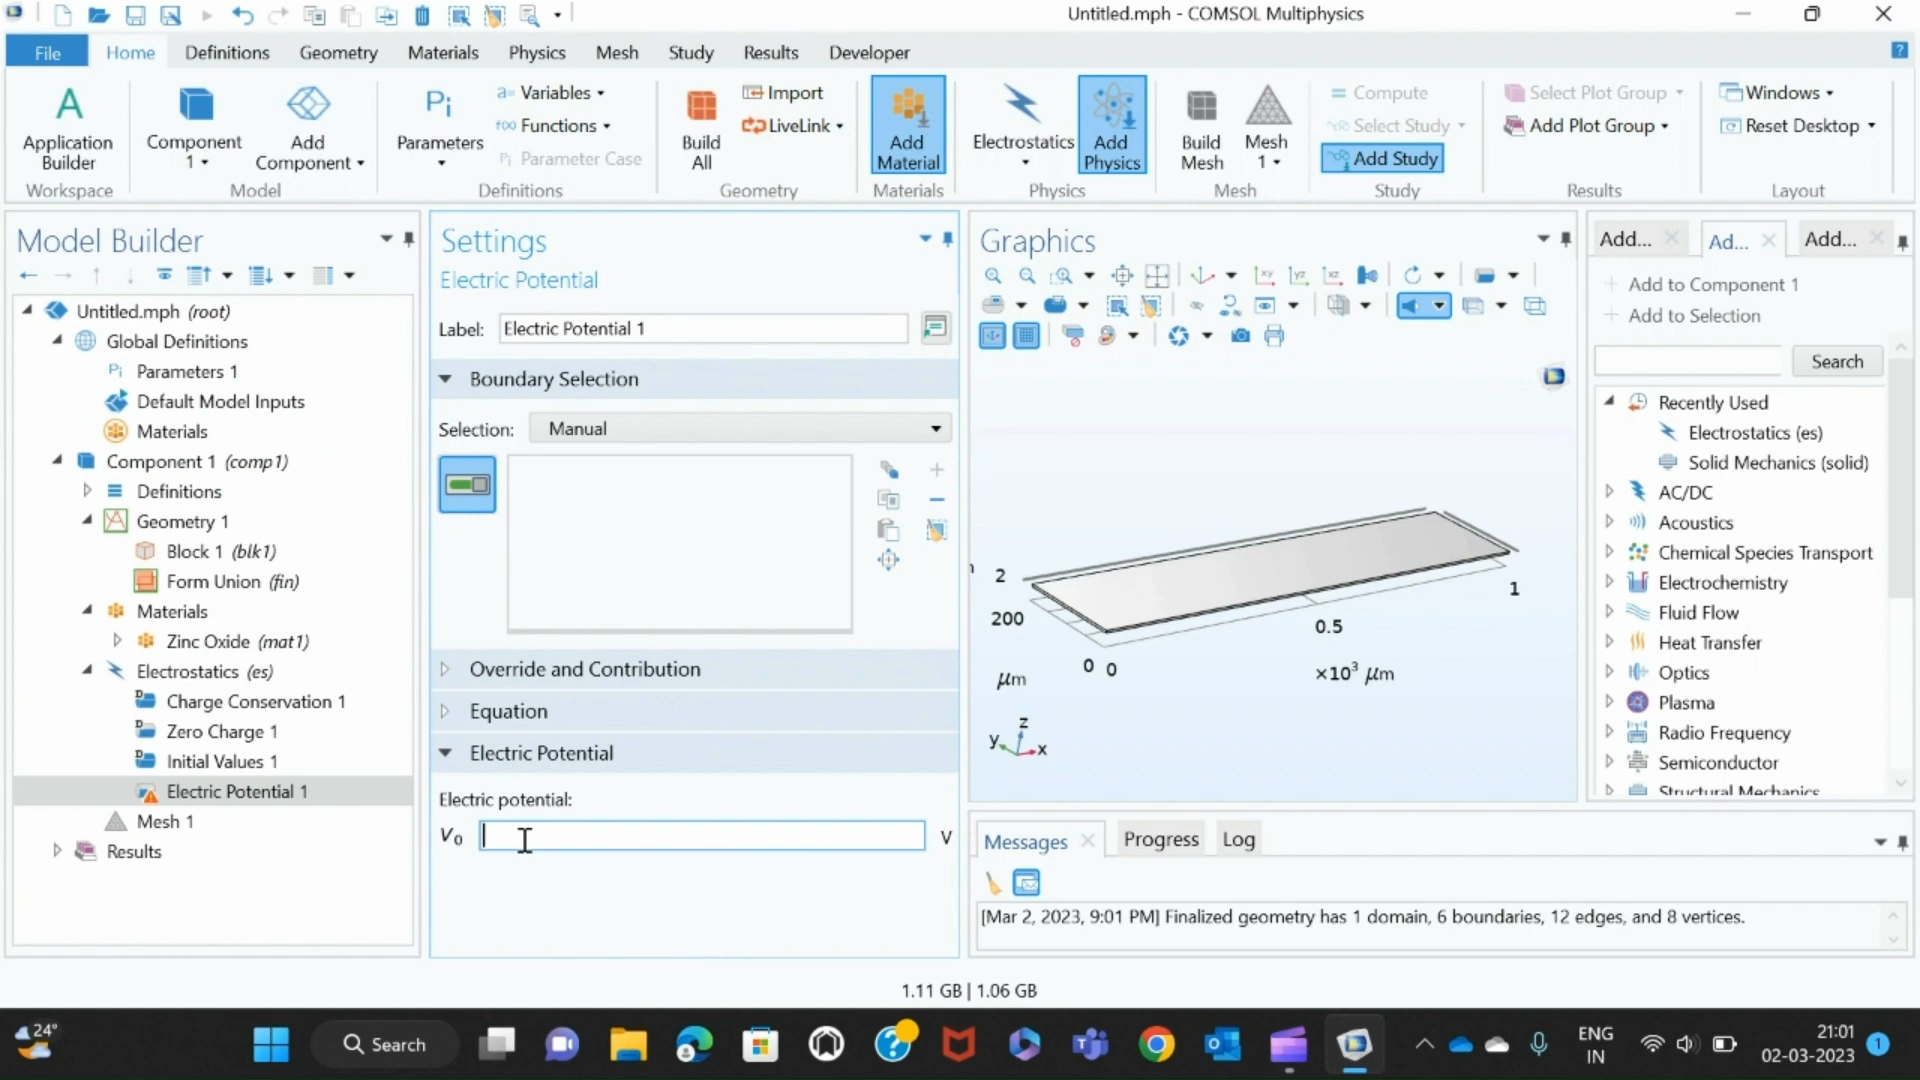 Untitled.mph - COMSOL Multiphysics
File Home Definitions Geometry Materials Physics Mesh Study Results Developer
Application Builder
Workspace
Component 1
Add Component
Model
Pi
Parameters
a= Variables
f(x) Functions
Pi Parameter Case
Definitions
Build All
Import
LiveLink
Geometry
Add Material
Materials
Electrostatics
Add Physics
Physics
Build Mesh
Mesh 1
Mesh
= Compute
Select Study
Add Study
Study
Select Plot Group
Add Plot Group
Results
Windows
Reset Desktop
Layout
Model Builder
Untitled.mph (root)
Global Definitions
Pi Parameters 1
Default Model Inputs
Materials
Component 1 (comp1)
Definitions
Geometry 1
Block 1 (blk1)
Form Union (fin)
Materials
Zinc Oxide (mat1)
Electrostatics (es)
Charge Conservation 1
Zero Charge 1
Initial Values 1
Electric Potential 1
Mesh 1
Results
Settings
Electric Potential
Label: Electric Potential 1
Boundary Selection
Selection: Manual
Override and Contribution
Equation
Electric Potential
Electric potential:
V0 V
Graphics
xy yz xz
2
200
0 0
0.5
1
μm
×10³ μm
z
y x
Messages Progress Log
[Mar 2, 2023, 9:01 PM] Finalized geometry has 1 domain, 6 boundaries, 12 edges, and 8 vertices.
Add... Ad... Add...
+ Add to Component 1
+ Add to Selection
Search
Recently Used
Electrostatics (es)
Solid Mechanics (solid)
AC/DC
Acoustics
Chemical Species Transport
Electrochemistry
Fluid Flow
Heat Transfer
Optics
Plasma
Radio Frequency
Semiconductor
Structural Mechanics
1.11 GB | 1.06 GB
24°
Search
ENG
IN
21:01
02-03-2023
1